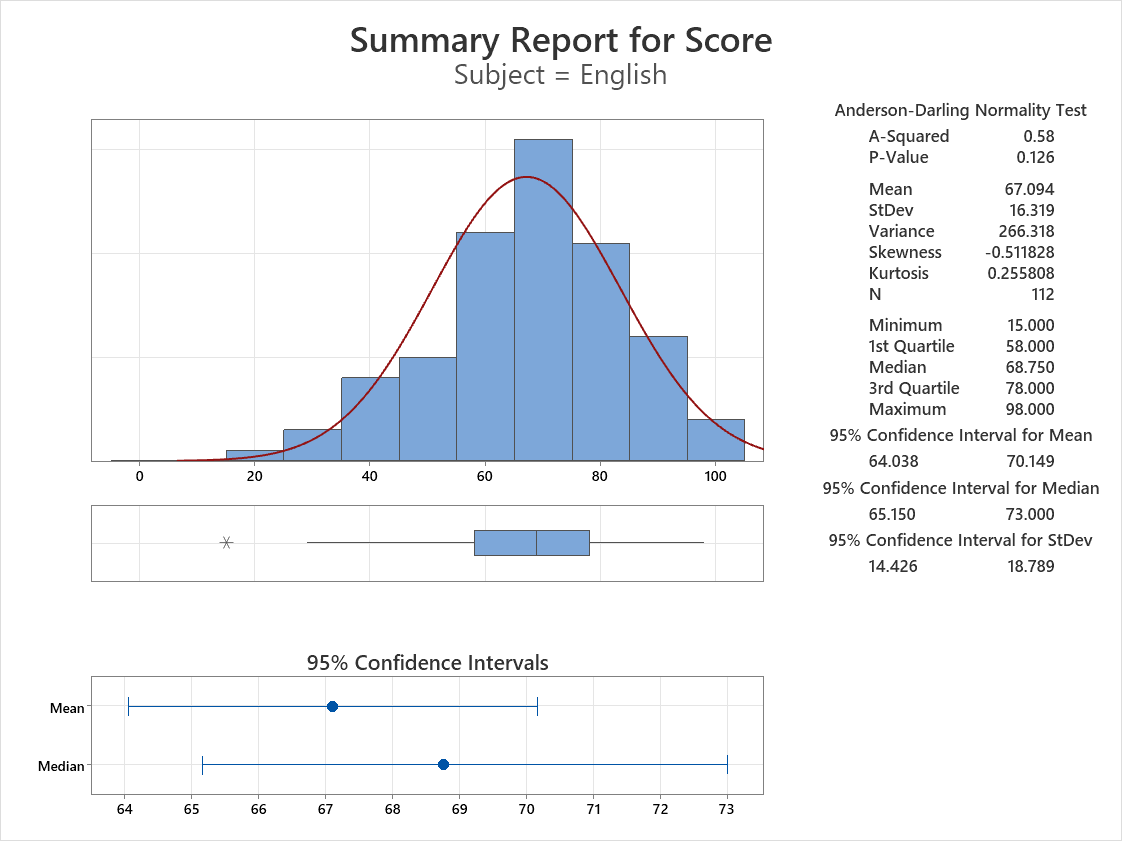 Summary Report for Score
Subject = English
0 20 40 60 80 100
Anderson-Darling Normality Test
A-Squared 0.58
P-Value 0.126
Mean 67.094
StDev 16.319
Variance 266.318
Skewness -0.511828
Kurtosis 0.255808
N 112
Minimum 15.000
1st Quartile 58.000
Median 68.750
3rd Quartile 78.000
Maximum 98.000
95% Confidence Interval for Mean
64.038 70.149
95% Confidence Interval for Median
65.150 73.000
95% Confidence Interval for StDev
14.426 18.789
95% Confidence Intervals
Mean
Median
64 65 66 67 68 69 70 71 72 73